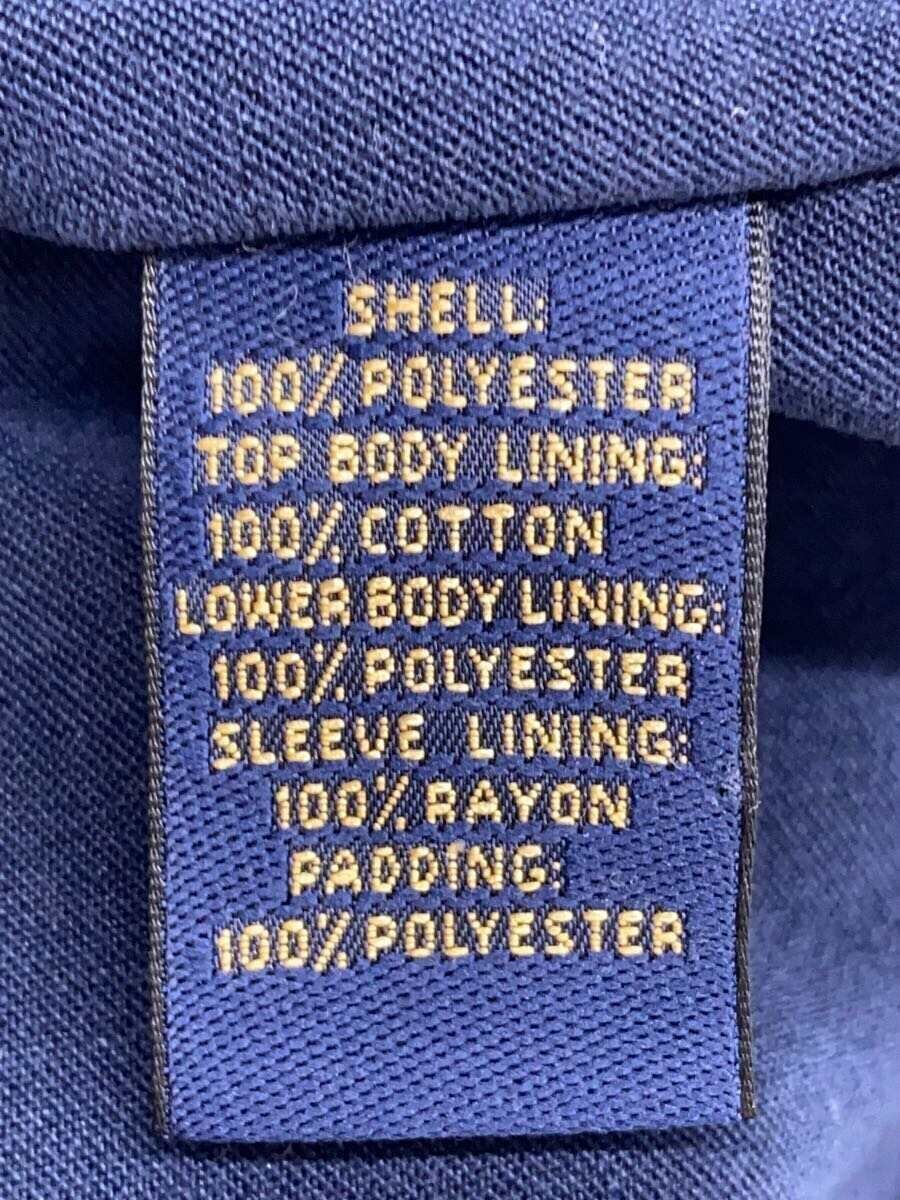 SHELL:
100% POLYESTER
TOP BODY LINING:
100% COTTON
LOWER BODY LINING:
100% POLYESTER
SLEEVE LINING:
100% RAYON
PADDING:
100% POLYESTER